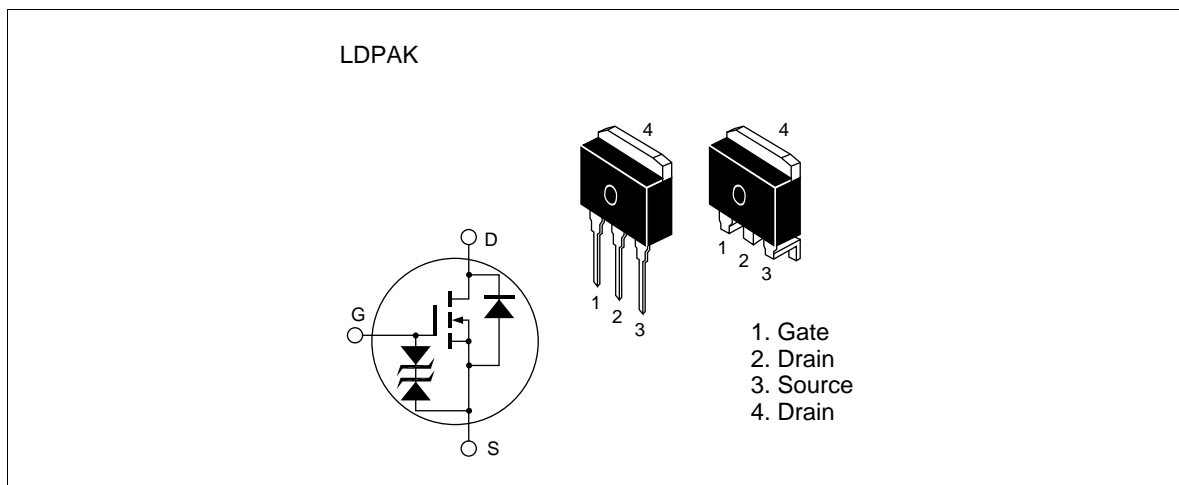 LDPAK
4
4
1
2
3
1
2
3
D
G
S
1. Gate
2. Drain
3. Source
4. Drain